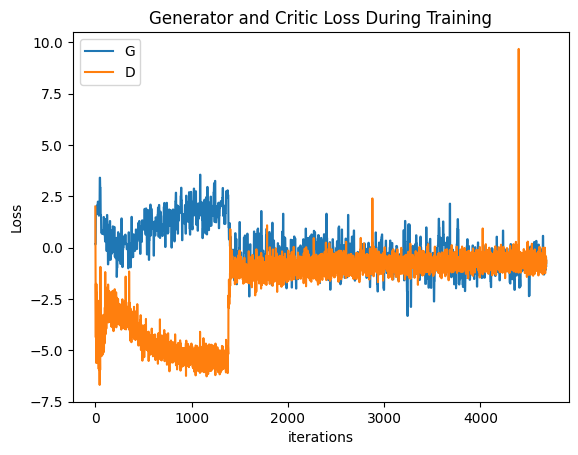 Generator and Critic Loss During Training
G
D
10.0
7.5
5.0
2.5
0.0
−2.5
−5.0
−7.5
Loss
0 1000 2000 3000 4000
iterations